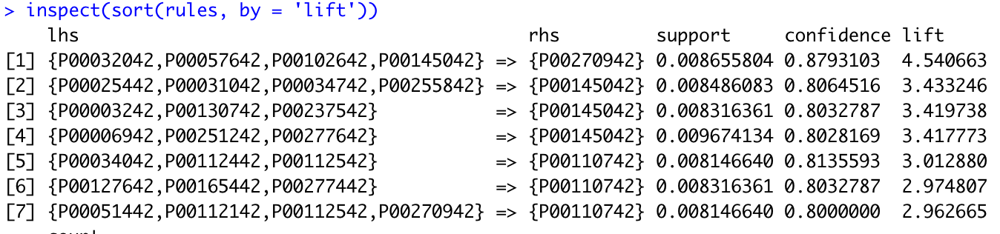 > inspect(sort(rules, by = 'lift'))
lhs rhs support confidence lift
[1] {P00032042,P00057642,P00102642,P00145042} => {P00270942} 0.008655804 0.8793103 4.540663
[2] {P00025442,P00031042,P00034742,P00255842} => {P00145042} 0.008486083 0.8064516 3.433246
[3] {P00003242,P00130742,P00237542} => {P00145042} 0.008316361 0.8032787 3.419738
[4] {P00006942,P00251242,P00277642} => {P00145042} 0.009674134 0.8028169 3.417773
[5] {P00034042,P00112442,P00112542} => {P00110742} 0.008146640 0.8135593 3.012880
[6] {P00127642,P00165442,P00277442} => {P00110742} 0.008316361 0.8032787 2.974807
[7] {P00051442,P00112142,P00112542,P00270942} => {P00110742} 0.008146640 0.8000000 2.962665